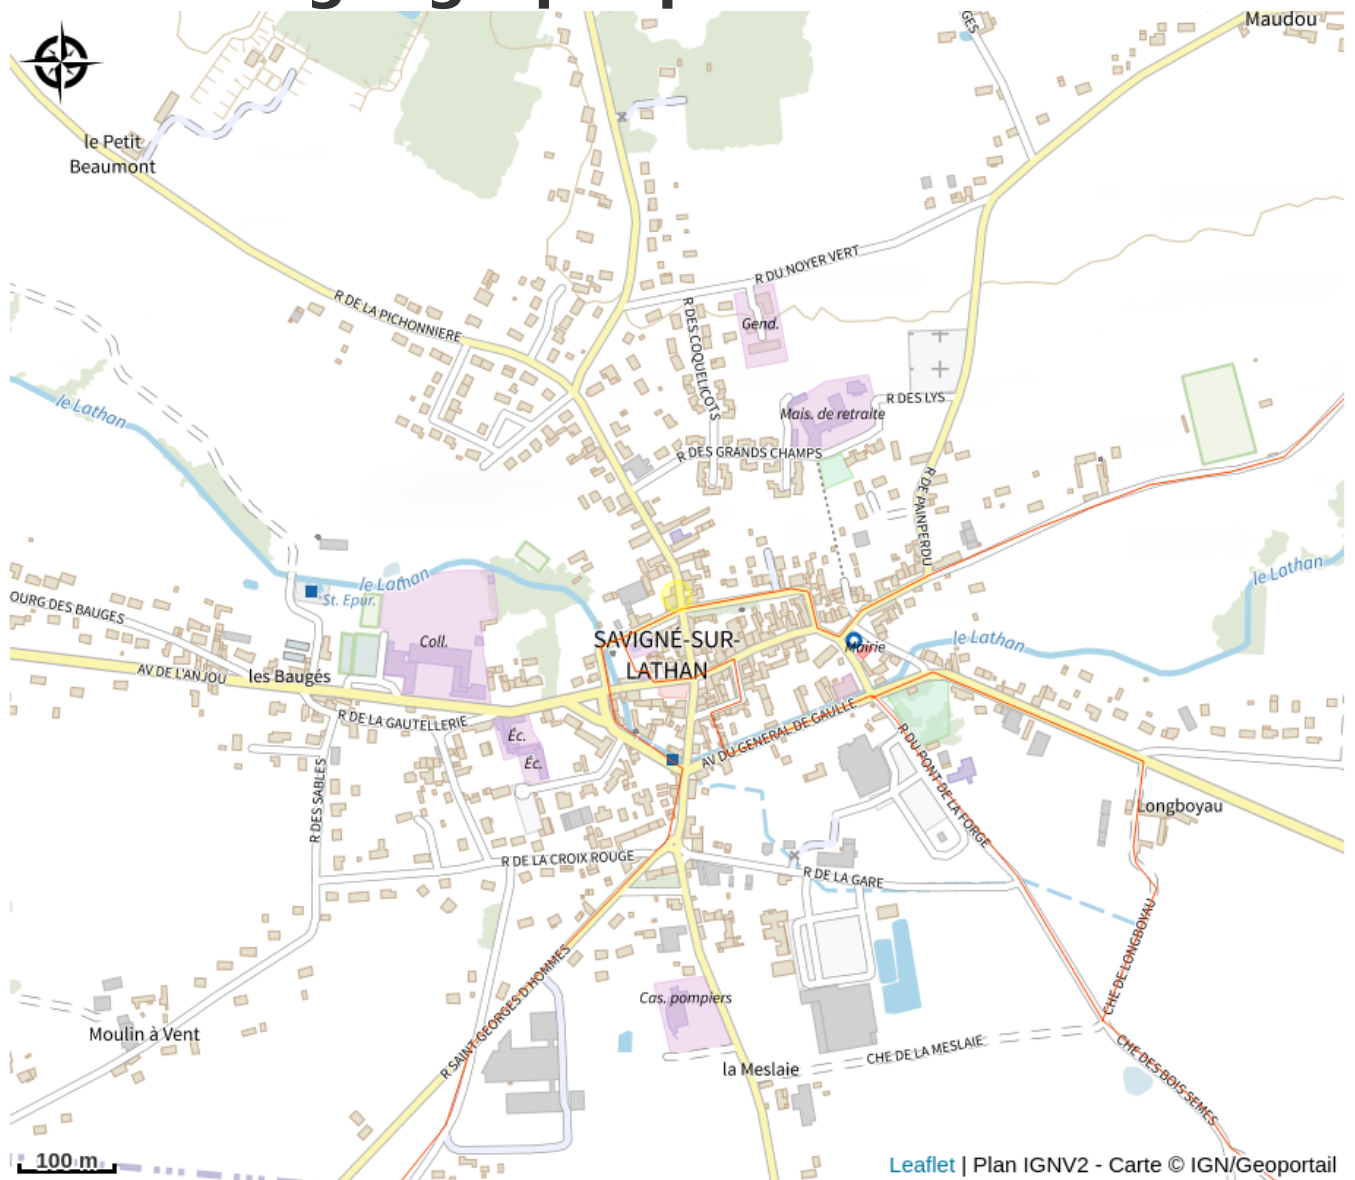 GES
Maudou
le Petit
Beaumont
R DU NOYER VERT
R DE LA PICHONNIERE
R DES COQUELICOTS
Gend.
le Lathan
R DES LYS
Mais. de retraite
R DES GRANDS CHAMPS
R DE PAINPERDU
le Lathan
le Lathan
St. Epur.
OURG DES BAUGES
Coll.
SAVIGNÉ-SUR-
LATHAN
Mairie
le Lathan
AV DE L'ANJOU
les Baugés
R DE LA GAUTELLERIE
Éc.
Éc.
AV DU GENERAL DE GAULLE
R DU PONT DE LA FORGE
R DES SABLES
Longboyau
R DE LA CROIX ROUGE
R DE LA GARE
CHE DE LONGBOYAU
R SAINT-GEORGES D'HOMMES
Cas. pompiers
Moulin à Vent
CHE DE LA MESLAIE
la Meslaie
CHE DES BOIS SEMES
100 m
Leaflet | Plan IGNV2 - Carte © IGN/Geoportail